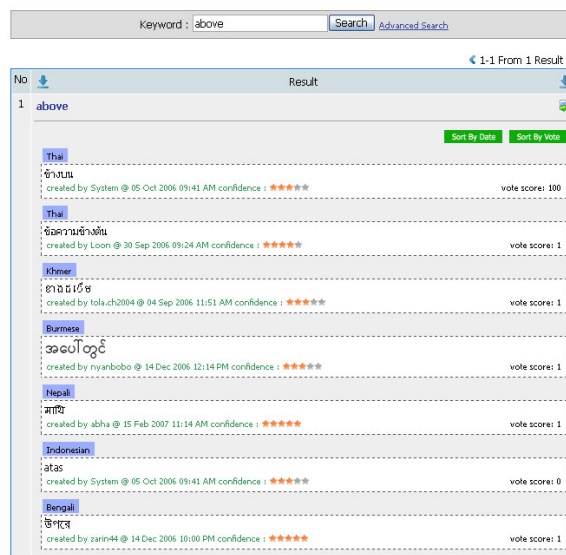 Keyword : above Search Advanced Search
1-1 From 1 Result
No Result
1 above
Sort By Date Sort By Vote
Thai
ข้างบน
created by System @ 05 Oct 2006 09:41 AM confidence : vote score: 100
Thai
ข้อความข้างต้น
created by Loon @ 30 Sep 2006 09:24 AM confidence : vote score: 1
Khmer
created by tola.ch2004 @ 04 Sep 2006 11:51 AM confidence : vote score: 1
Burmese
အပေါ်တွင်
created by nyanbobo @ 14 Dec 2006 12:14 PM confidence : vote score: 1
Nepali
माथि
created by abha @ 15 Feb 2007 11:14 AM confidence : vote score: 1
Indonesian
atas
created by System @ 05 Oct 2006 09:41 AM confidence : vote score: 0
Bengali
উপরে
created by zarin44 @ 14 Dec 2006 10:00 PM confidence : vote score: 1